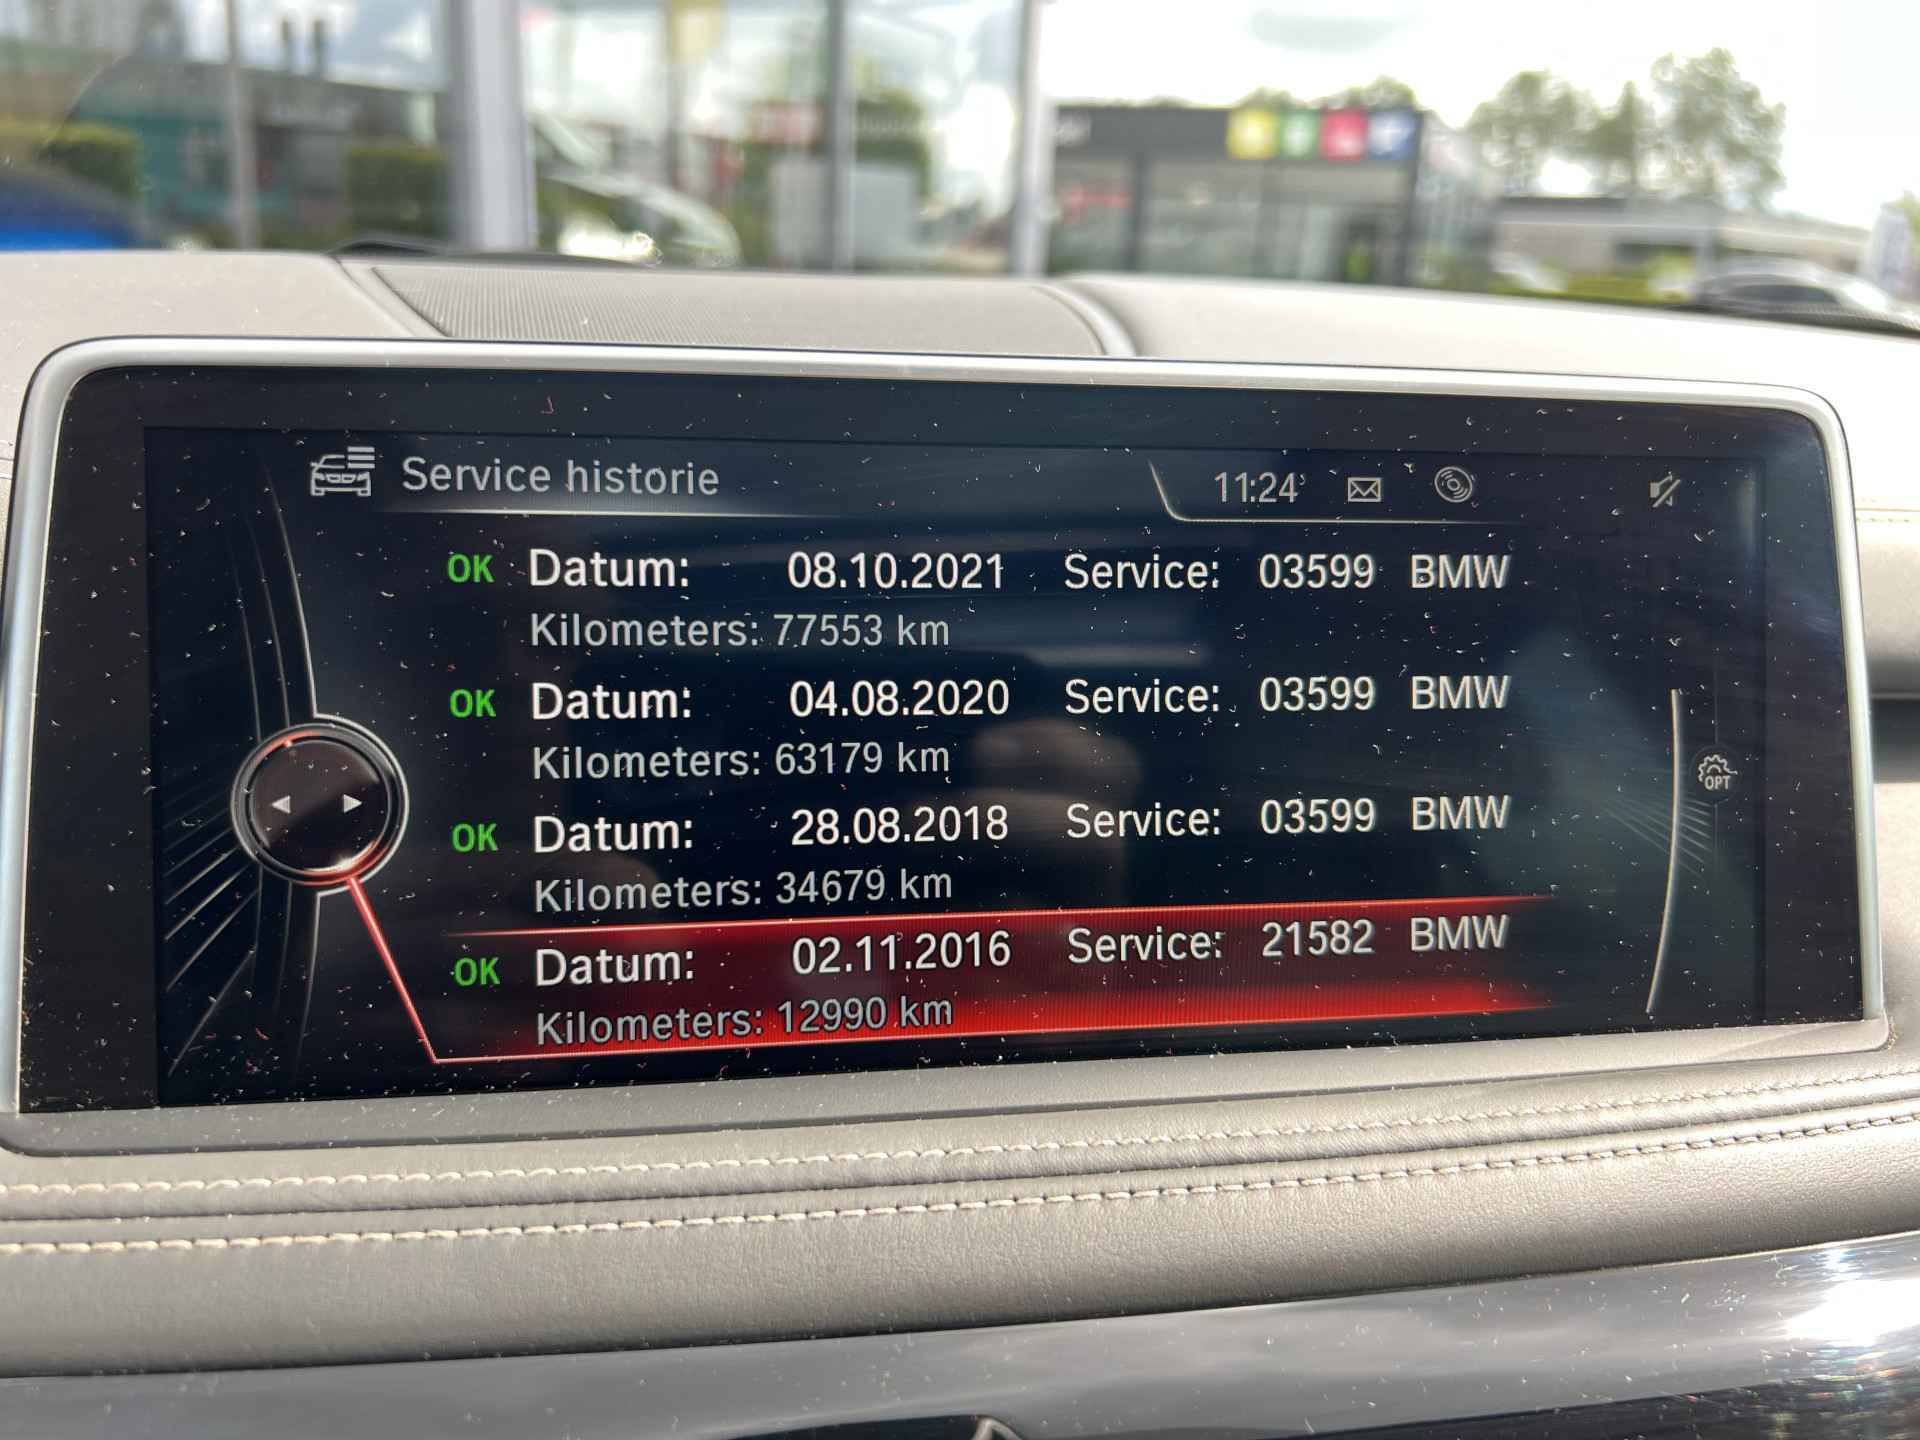 Service historie 11:24
OK Datum: 08.10.2021 Service: 03599 BMW
Kilometers: 77553 km
OK Datum: 04.08.2020 Service: 03599 BMW
Kilometers: 63179 km
OPT
OK Datum: 28.08.2018 Service: 03599 BMW
Kilometers: 34679 km
OK Datum: 02.11.2016 Service: 21582 BMW
Kilometers: 12990 km